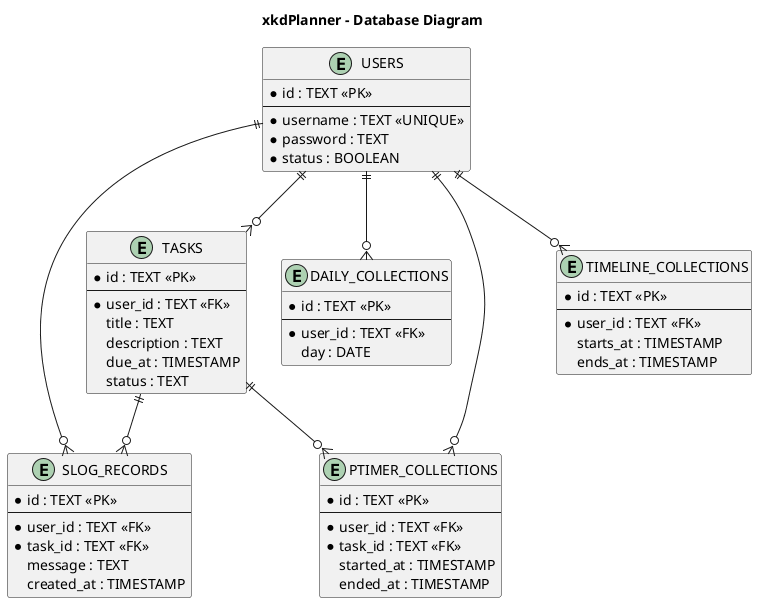 xkdPlanner - Database Diagram
E USERS
* id : TEXT «PK»
* username : TEXT «UNIQUE»
* password : TEXT
* status : BOOLEAN
E TASKS
* id : TEXT «PK»
* user_id : TEXT «FK»
title : TEXT
description : TEXT
due_at : TIMESTAMP
status : TEXT
E DAILY_COLLECTIONS
* id : TEXT «PK»
* user_id : TEXT «FK»
day : DATE
E TIMELINE_COLLECTIONS
* id : TEXT «PK»
* user_id : TEXT «FK»
starts_at : TIMESTAMP
ends_at : TIMESTAMP
E SLOG_RECORDS
* id : TEXT «PK»
* user_id : TEXT «FK»
* task_id : TEXT «FK»
message : TEXT
created_at : TIMESTAMP
E PTIMER_COLLECTIONS
* id : TEXT «PK»
* user_id : TEXT «FK»
* task_id : TEXT «FK»
started_at : TIMESTAMP
ended_at : TIMESTAMP